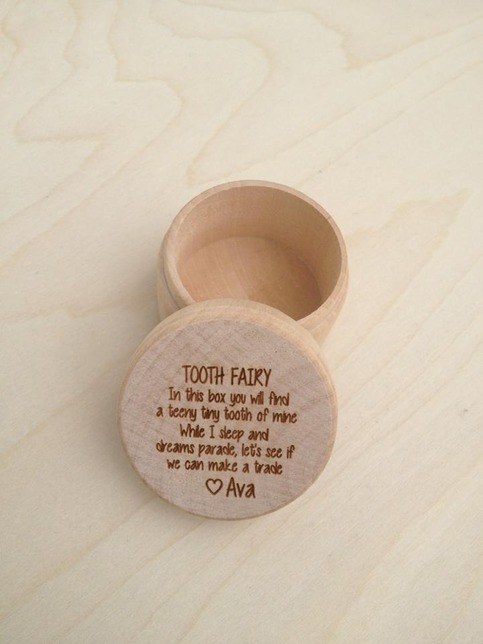 TOOTH FAIRY
In this box you will find
a teeny tiny tooth of mine
While I sleep and
dreams parade, let's see if
we can make a trade
♡ Ava